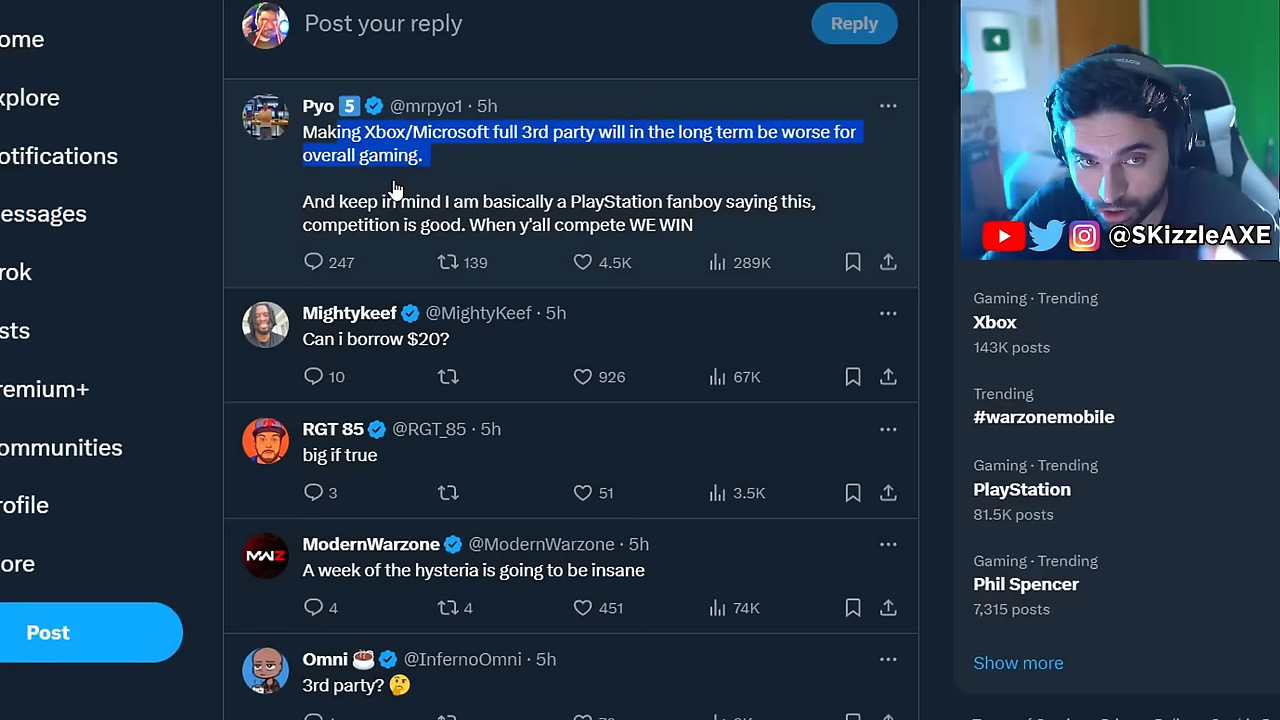 ome
xplore
otifications
essages
rok
sts
remium+
ommunities
rofile
ore
Post
Post your reply
Reply
Pyo 5 @mrpyo1 · 5h
Making Xbox/Microsoft full 3rd party will in the long term be worse for
overall gaming.
And keep in mind I am basically a PlayStation fanboy saying this,
competition is good. When y'all compete WE WIN
247 139 4.5K 289K
Mightykeef @MightyKeef · 5h
Can i borrow $20?
10 926 67K
RGT 85 @RGT_85 · 5h
big if true
3 51 3.5K
ModernWarzone @ModernWarzone · 5h
A week of the hysteria is going to be insane
4 4 451 74K
Omni @InfernoOmni · 5h
3rd party? 🤔
@SKizzleAXE
Gaming · Trending
Xbox
143K posts
Trending
#warzonemobile
Gaming · Trending
PlayStation
81.5K posts
Gaming · Trending
Phil Spencer
7,315 posts
Show more